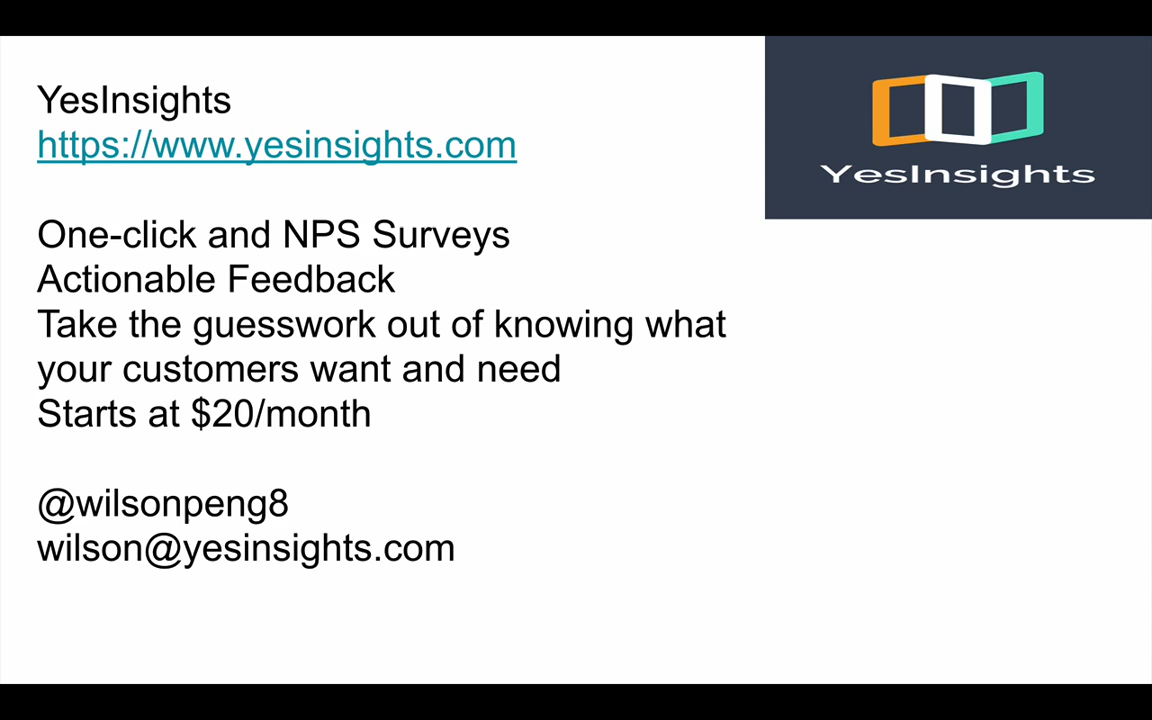 YesInsights
https://www.yesinsights.com
One-click and NPS Surveys
Actionable Feedback
Take the guesswork out of knowing what
your customers want and need
Starts at $20/month
@wilsonpeng8
wilson@yesinsights.com
YesInsights